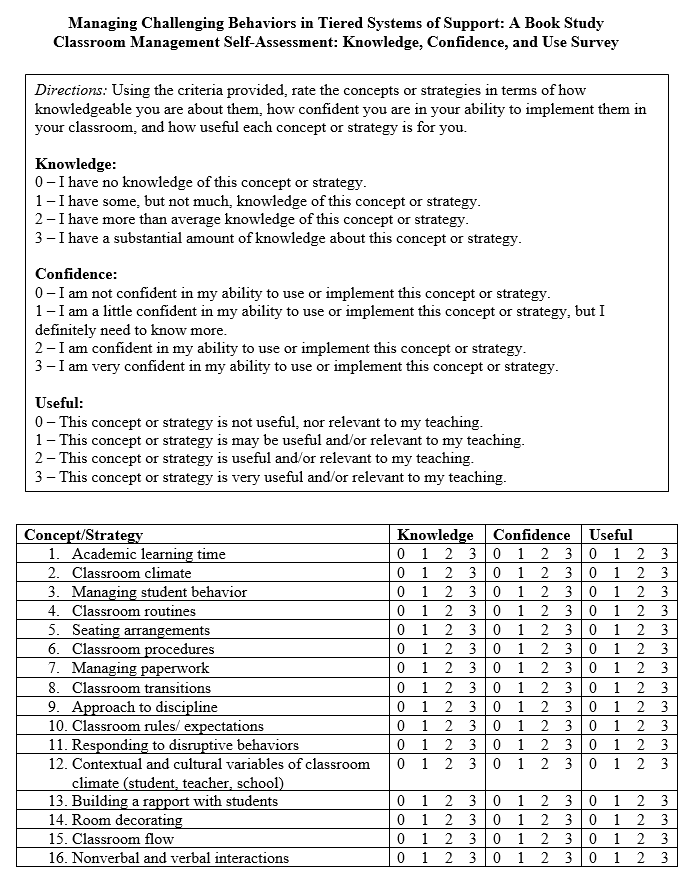 Managing Challenging Behaviors in Tiered Systems of Support: A Book Study
Classroom Management Self-Assessment: Knowledge, Confidence, and Use Survey
Directions: Using the criteria provided, rate the concepts or strategies in terms of how
knowledgeable you are about them, how confident you are in your ability to implement them in
your classroom, and how useful each concept or strategy is for you.
Knowledge:
0 – I have no knowledge of this concept or strategy.
1 – I have some, but not much, knowledge of this concept or strategy.
2 – I have more than average knowledge of this concept or strategy.
3 – I have a substantial amount of knowledge about this concept or strategy.
Confidence:
0 – I am not confident in my ability to use or implement this concept or strategy.
1 – I am a little confident in my ability to use or implement this concept or strategy, but I
definitely need to know more.
2 – I am confident in my ability to use or implement this concept or strategy.
3 – I am very confident in my ability to use or implement this concept or strategy.
Useful:
0 – This concept or strategy is not useful, nor relevant to my teaching.
1 – This concept or strategy is may be useful and/or relevant to my teaching.
2 – This concept or strategy is useful and/or relevant to my teaching.
3 – This concept or strategy is very useful and/or relevant to my teaching.
Concept/Strategy Knowledge Confidence Useful
1. Academic learning time 0 1 2 3 0 1 2 3 0 1 2 3
2. Classroom climate 0 1 2 3 0 1 2 3 0 1 2 3
3. Managing student behavior 0 1 2 3 0 1 2 3 0 1 2 3
4. Classroom routines 0 1 2 3 0 1 2 3 0 1 2 3
5. Seating arrangements 0 1 2 3 0 1 2 3 0 1 2 3
6. Classroom procedures 0 1 2 3 0 1 2 3 0 1 2 3
7. Managing paperwork 0 1 2 3 0 1 2 3 0 1 2 3
8. Classroom transitions 0 1 2 3 0 1 2 3 0 1 2 3
9. Approach to discipline 0 1 2 3 0 1 2 3 0 1 2 3
10. Classroom rules/ expectations 0 1 2 3 0 1 2 3 0 1 2 3
11. Responding to disruptive behaviors 0 1 2 3 0 1 2 3 0 1 2 3
12. Contextual and cultural variables of classroom 0 1 2 3 0 1 2 3 0 1 2 3
climate (student, teacher, school)
13. Building a rapport with students 0 1 2 3 0 1 2 3 0 1 2 3
14. Room decorating 0 1 2 3 0 1 2 3 0 1 2 3
15. Classroom flow 0 1 2 3 0 1 2 3 0 1 2 3
16. Nonverbal and verbal interactions 0 1 2 3 0 1 2 3 0 1 2 3